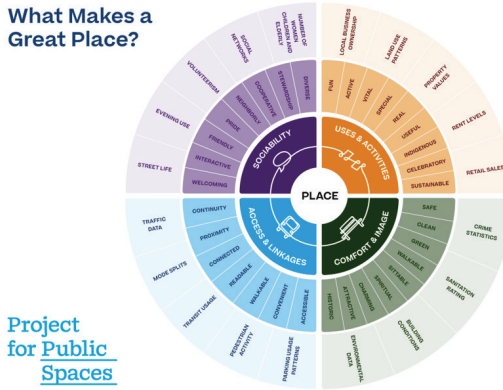 What Makes a
Great Place?
PLACE
SOCIABILITY
DIVERSE
STEWARDSHIP
COOPERATIVE
NEIGHBORLY
PRIDE
FRIENDLY
INTERACTIVE
WELCOMING
NUMBER OF
WOMEN
CHILDREN AND
ELDERLY
SOCIAL
NETWORKS
VOLUNTEERISM
EVENING USE
STREET LIFE
USES & ACTIVITIES
FUN
ACTIVE
VITAL
SPECIAL
REAL
USEFUL
INDIGENOUS
CELEBRATORY
SUSTAINABLE
LOCAL BUSINESS
OWNERSHIP
LAND USE
PATTERNS
PROPERTY
VALUES
RENT LEVELS
RETAIL SALES
COMFORT & IMAGE
SAFE
CLEAN
GREEN
WALKABLE
SITTABLE
SPIRITUAL
CHARMING
ATTRACTIVE
HISTORIC
CRIME
STATISTICS
SANITATION
RATING
BUILDING
CONDITIONS
ENVIRONMENTAL
DATA
ACCESS & LINKAGES
CONTINUITY
PROXIMITY
CONNECTED
READABLE
WALKABLE
CONVENIENT
ACCESSIBLE
TRAFFIC
DATA
MODE SPLITS
TRANSIT USAGE
PEDESTRIAN
ACTIVITY
PARKING USAGE
PATTERNS
Project
for Public
Spaces